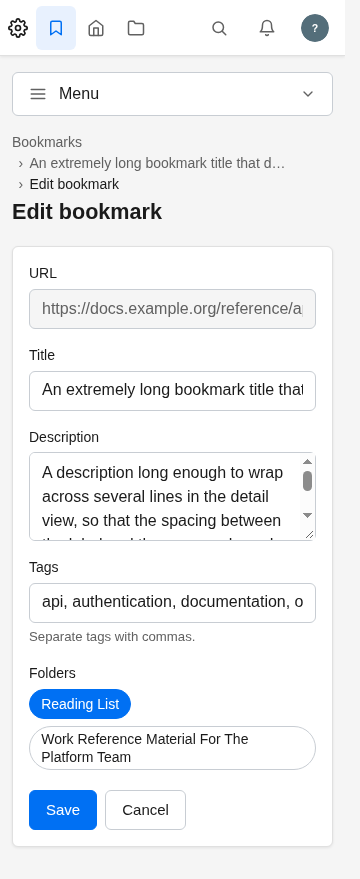 ?
Menu
Bookmarks
› An extremely long bookmark title that d…
› Edit bookmark
Edit bookmark
URL
https://docs.example.org/reference/a
Title
An extremely long bookmark title that
Description
A description long enough to wrap
across several lines in the detail
view, so that the spacing between
Tags
api, authentication, documentation, o
Separate tags with commas.
Folders
Reading List
Work Reference Material For The
Platform Team
Save
Cancel